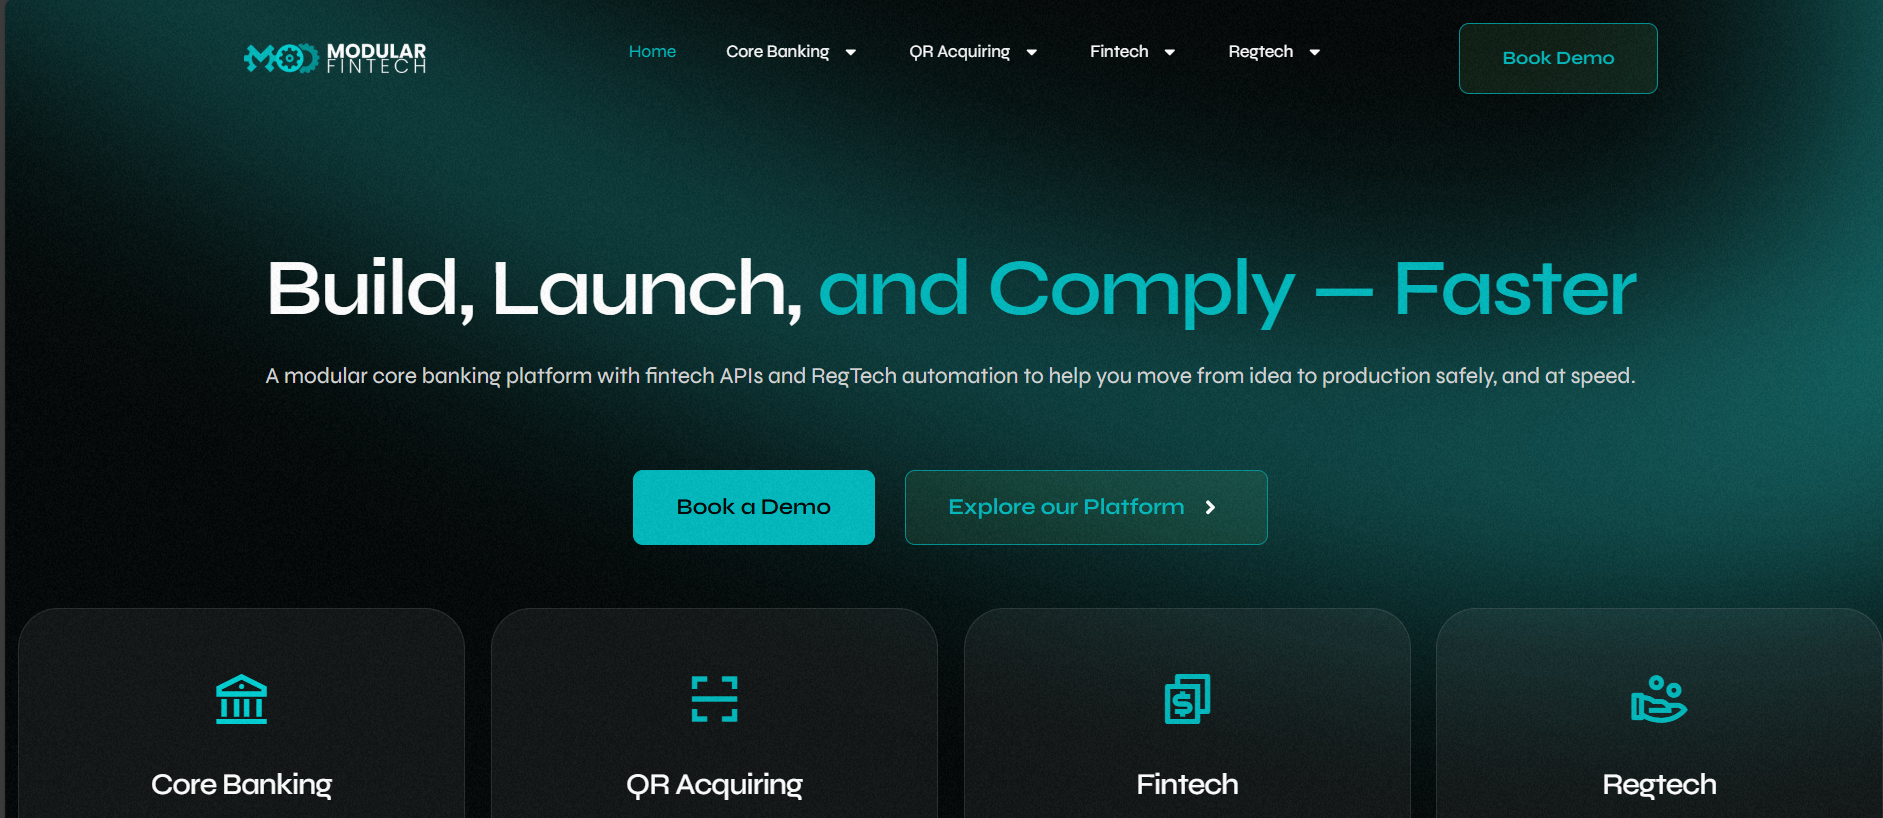 MODULAR
FINTECH
Home
Core Banking
QR Acquiring
Fintech
Regtech
Book Demo
Build, Launch, and Comply — Faster
A modular core banking platform with fintech APIs and RegTech automation to help you move from idea to production safely, and at speed.
Book a Demo
Explore our Platform
Core Banking
QR Acquiring
Fintech
Regtech